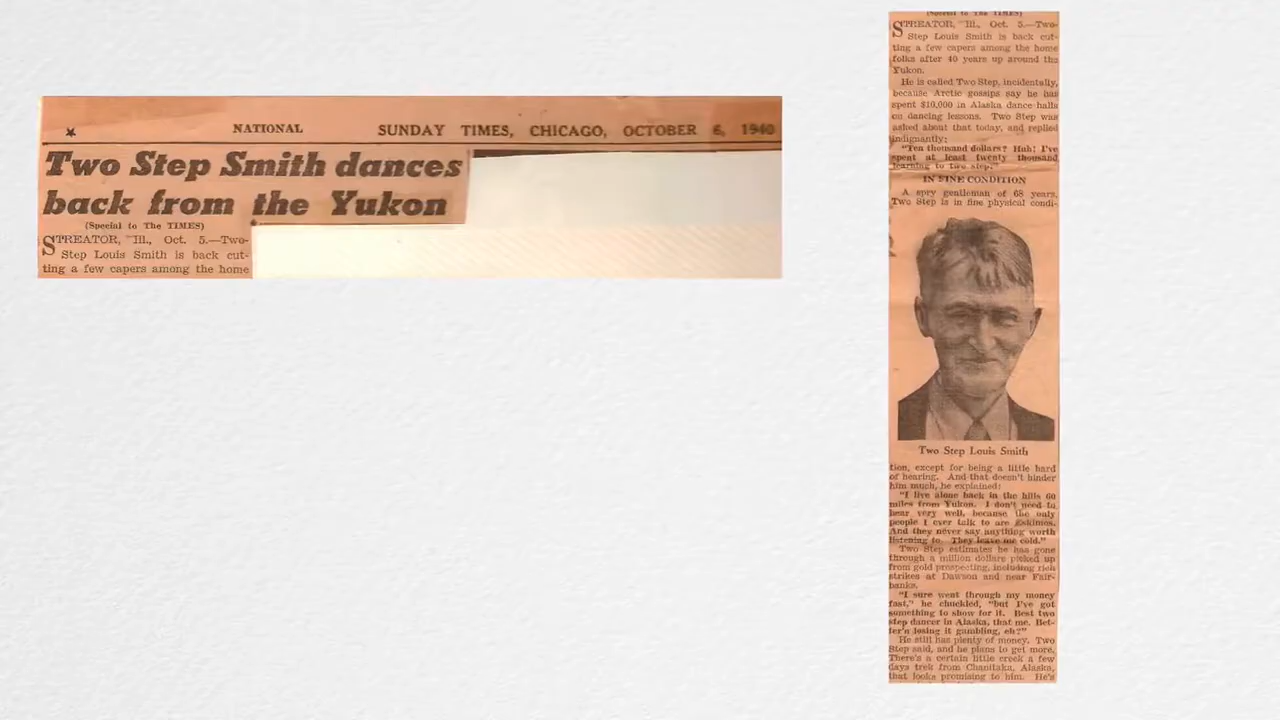 NATIONAL SUNDAY TIMES, CHICAGO, OCTOBER 6, 1940
Two Step Smith dances
back from the Yukon
(Special to The TIMES)
STREATOR, Ill., Oct. 5.—Two-
Step Louis Smith is back cut-
ting a few capers among the home
(Special to The TIMES)
STREATOR, Ill., Oct. 5.—Two-
Step Louis Smith is back cut-
ting a few capers among the home
folks after 40 years up around the
Yukon.
He is called Two Step, incidentally,
because Arctic gossips say he has
spent $10,000 in Alaska dance halls
on dancing lessons. Two Step was
asked about that today, and replied
indignantly:
"Ten thousand dollars? Huh! I've
spent at least twenty thousand
learning to two step."
IN FINE CONDITION
A spry gentleman of 68 years,
Two Step is in fine physical condi-
Two Step Louis Smith
tion, except for being a little hard
of hearing. And that doesn't hinder
him much, he explained:
"I live alone back in the hills 60
miles from Yukon. I don't need to
hear very well, because the only
people I ever talk to are Eskimos.
And they never say anything worth
listening to. They leave me cold."
Two Step estimates he has gone
through a million dollars picked up
from gold prospecting, including rich
strikes at Dawson and near Fair-
banks.
"I sure went through my money
fast," he chuckled, "but I've got
something to show for it. Best two
step dancer in Alaska, that me. Bet-
ter'n losing it gambling, eh?"
He still has plenty of money, Two
Step said, and he plans to get more.
There's a certain little creek a few
days trek from Chanitaka, Alaska,
that looks promising to him. He's